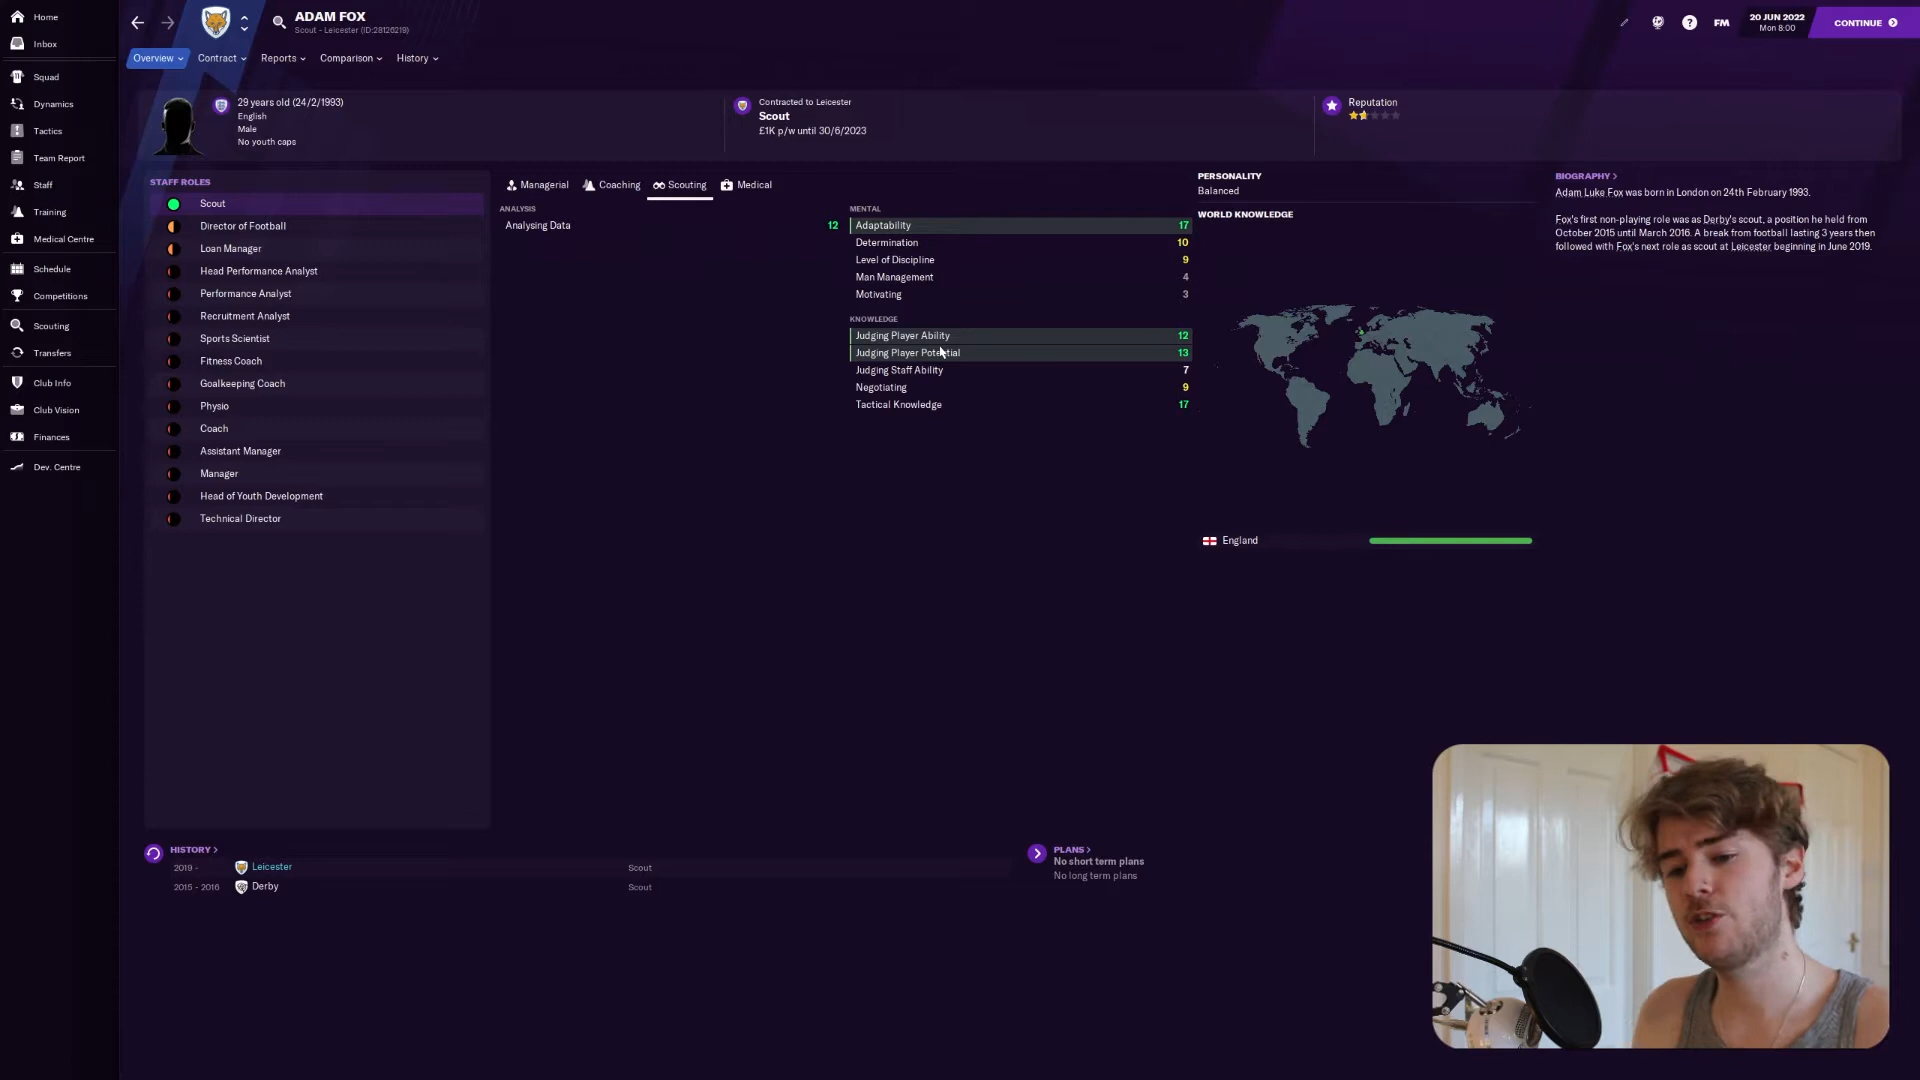 Home
Inbox
Squad
Dynamics
Tactics
Team Report
Staff
Training
Medical Centre
Schedule
Competitions
Scouting
Transfers
Club Info
Club Vision
Finances
Dev. Centre
ADAM FOX
Scout - Leicester (ID:28126219)
FM
20 JUN 2022
Mon 8:00
CONTINUE
Overview
Contract
Reports
Comparison
History
29 years old (24/2/1993)
English
Male
No youth caps
Contracted to Leicester
Scout
£1K p/w until 30/6/2023
Reputation
STAFF ROLES
Scout
Director of Football
Loan Manager
Head Performance Analyst
Performance Analyst
Recruitment Analyst
Sports Scientist
Fitness Coach
Goalkeeping Coach
Physio
Coach
Assistant Manager
Manager
Head of Youth Development
Technical Director
Managerial
Coaching
Scouting
Medical
ANALYSIS
Analysing Data 12
MENTAL
Adaptability 17
Determination 10
Level of Discipline 9
Man Management 4
Motivating 3
KNOWLEDGE
Judging Player Ability 12
Judging Player Potential 13
Judging Staff Ability 7
Negotiating 9
Tactical Knowledge 17
PERSONALITY
Balanced
WORLD KNOWLEDGE
England
BIOGRAPHY >
Adam Luke Fox was born in London on 24th February 1993.
Fox's first non-playing role was as Derby's scout, a position he held from
October 2015 until March 2016. A break from football lasting 3 years then
followed with Fox's next role as scout at Leicester beginning in June 2019.
HISTORY >
2019 - Leicester Scout
2015 - 2016 Derby Scout
PLANS >
No short term plans
No long term plans